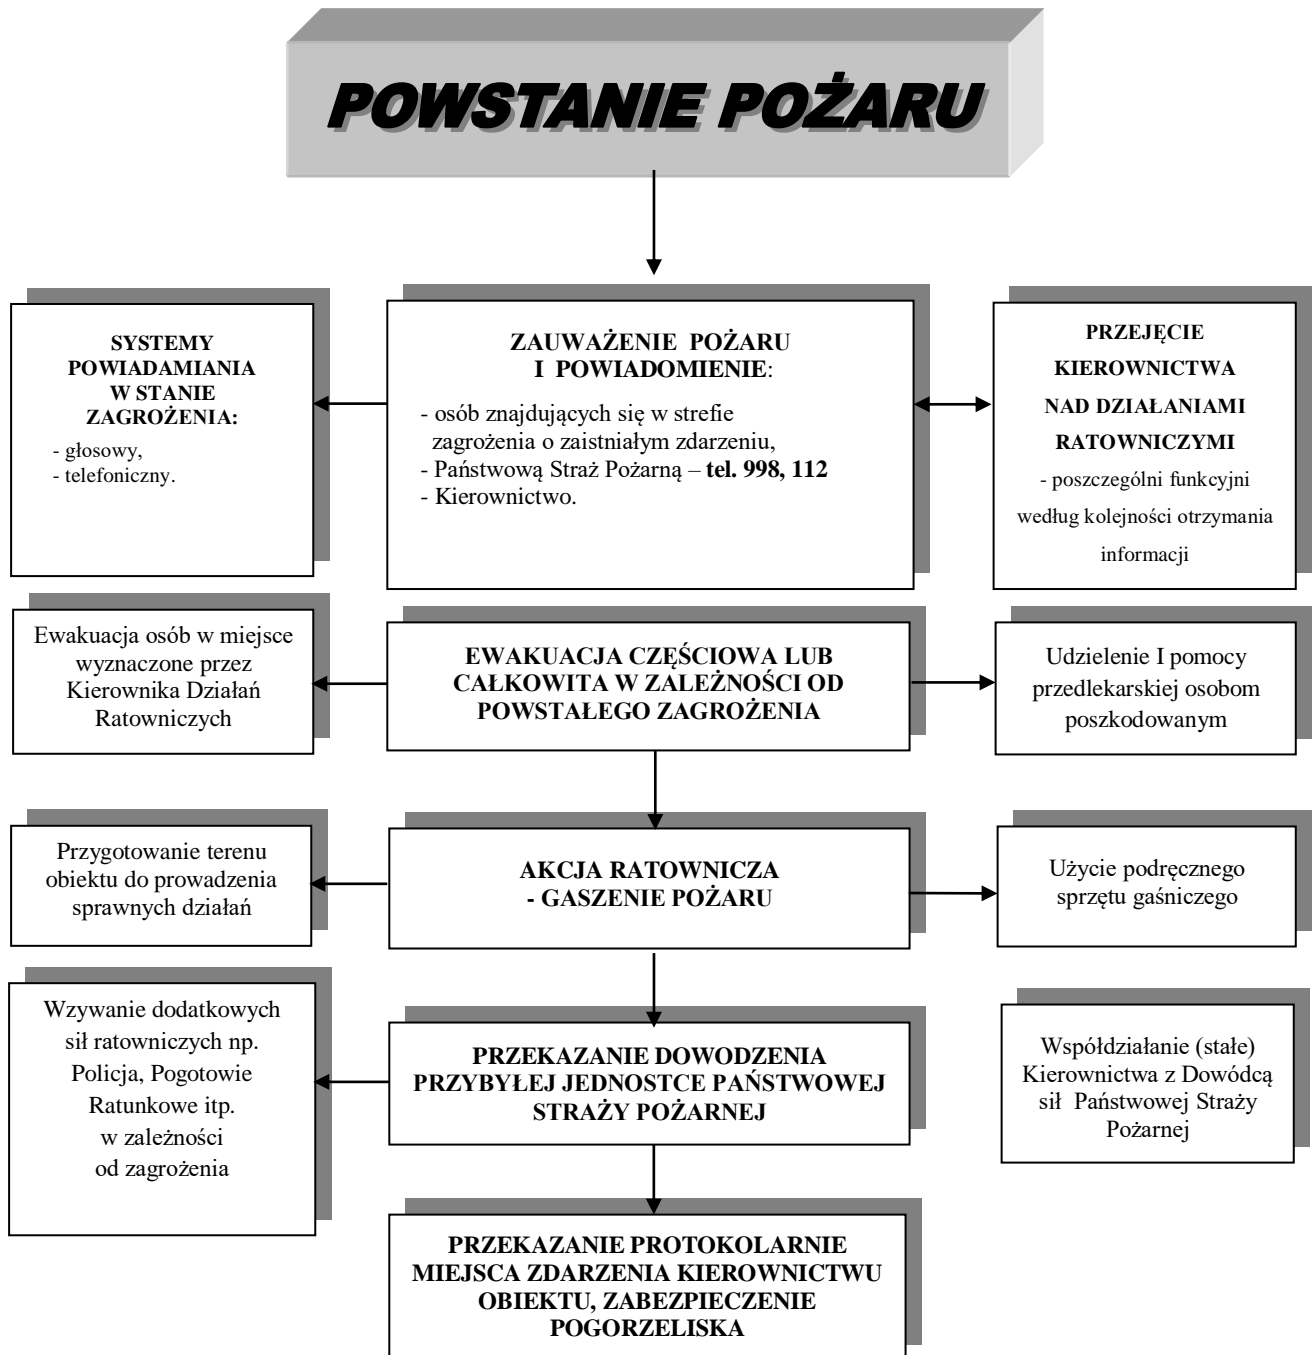 POWSTANIE POŻARU
SYSTEMY
POWIADAMIANIA
W STANIE
ZAGROŻENIA:
- głosowy,
- telefoniczny.
ZAUWAŻENIE POŻARU
I POWIADOMIENIE:
- osób znajdujących się w strefie
zagrożenia o zaistniałym zdarzeniu,
- Państwową Straż Pożarną – tel. 998, 112
- Kierownictwo.
PRZEJĘCIE
KIEROWNICTWA
NAD DZIAŁANIAMI
RATOWNICZYMI
- poszczególni funkcyjni
według kolejności otrzymania
informacji
Ewakuacja osób w miejsce
wyznaczone przez
Kierownika Działań
Ratowniczych
EWAKUACJA CZĘŚCIOWA LUB
CAŁKOWITA W ZALEŻNOŚCI OD
POWSTAŁEGO ZAGROŻENIA
Udzielenie I pomocy
przedlekarskiej osobom
poszkodowanym
Przygotowanie terenu
obiektu do prowadzenia
sprawnych działań
AKCJA RATOWNICZA
- GASZENIE POŻARU
Użycie podręcznego
sprzętu gaśniczego
Wzywanie dodatkowych
sił ratowniczych np.
Policja, Pogotowie
Ratunkowe itp.
w zależności
od zagrożenia
PRZEKAZANIE DOWODZENIA
PRZYBYŁEJ JEDNOSTCE PAŃSTWOWEJ
STRAŻY POŻARNEJ
Współdziałanie (stałe)
Kierownictwa z Dowódcą
sił Państwowej Straży
Pożarnej
PRZEKAZANIE PROTOKOLARNIE
MIEJSCA ZDARZENIA KIEROWNICTWU
OBIEKTU, ZABEZPIECZENIE
POGORZELISKA